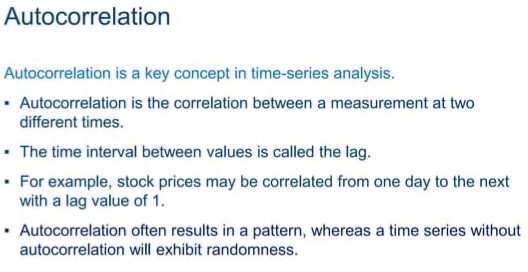 Autocorrelation
Autocorrelation is a key concept in time-series analysis.
▪ Autocorrelation is the correlation between a measurement at two
different times.
▪ The time interval between values is called the lag.
▪ For example, stock prices may be correlated from one day to the next
with a lag value of 1.
▪ Autocorrelation often results in a pattern, whereas a time series without
autocorrelation will exhibit randomness.